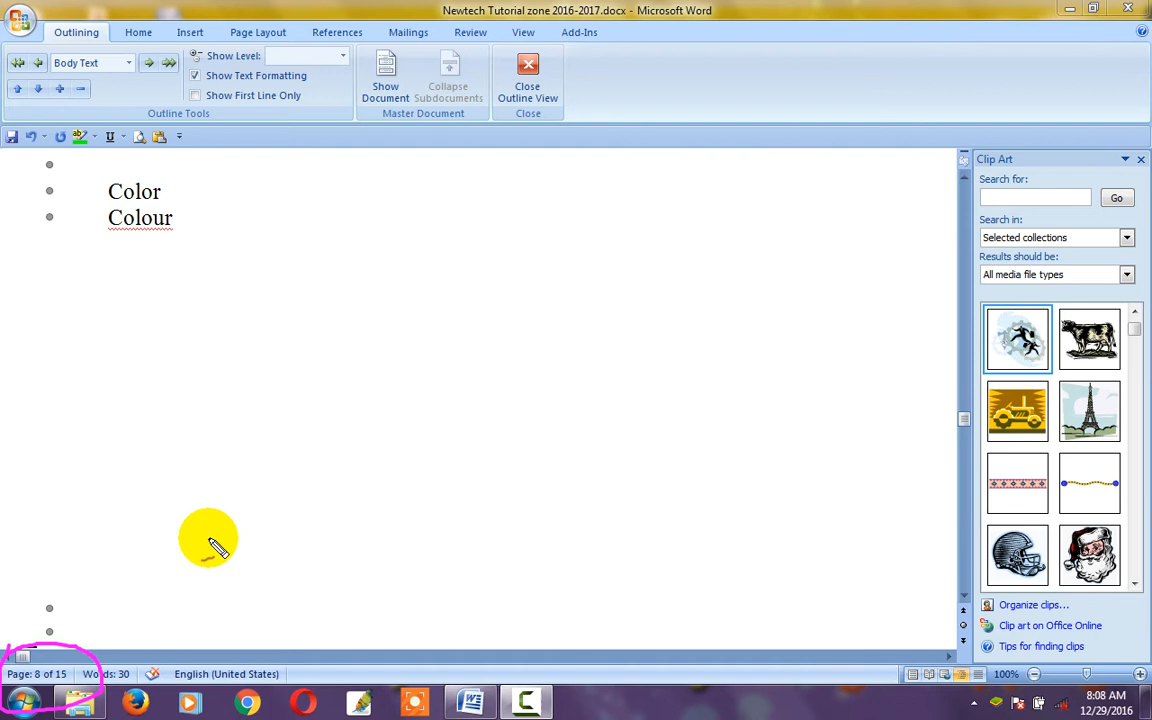 Newtech Tutorial zone 2016-2017.docx - Microsoft Word
Outlining Home Insert Page Layout References Mailings Review View Add-Ins
Body Text
Show Level:
Show Text Formatting
Show First Line Only
Outline Tools
Show Document
Collapse Subdocuments
Master Document
Close Outline View
Close
Color
Colour
Clip Art
Search for:
Go
Search in:
Selected collections
Results should be:
All media file types
Organize clips...
Clip art on Office Online
Tips for finding clips
Page: 8 of 15 Words: 30 English (United States) 100%
8:08 AM
12/29/2016